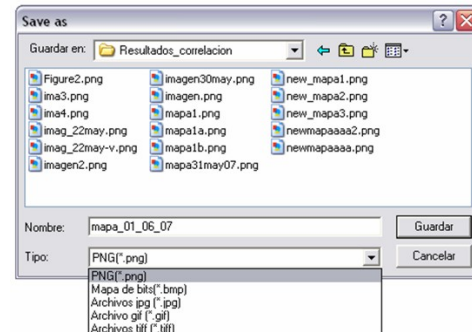 Save as
Guardar en: Resultados_correlacion
Figure2.png
ima3.png
ima4.png
imag_22may.png
imag_22may-v.png
imagen2.png
imagen30may.png
imagen.png
mapa1.png
mapa1a.png
mapa1b.png
mapa31may07.png
new_mapa1.png
new_mapa2.png
new_mapa3.png
newmapaaaa2.png
newmapaaaa.png
Nombre: mapa_01_06_07 Guardar
Tipo: PNG(*.png) Cancelar
PNG(*.png)
Mapa de bits(*.bmp)
Archivos jpg (*.jpg)
Archivo gif (*.gif)
Archivos tiff (*.tiff)